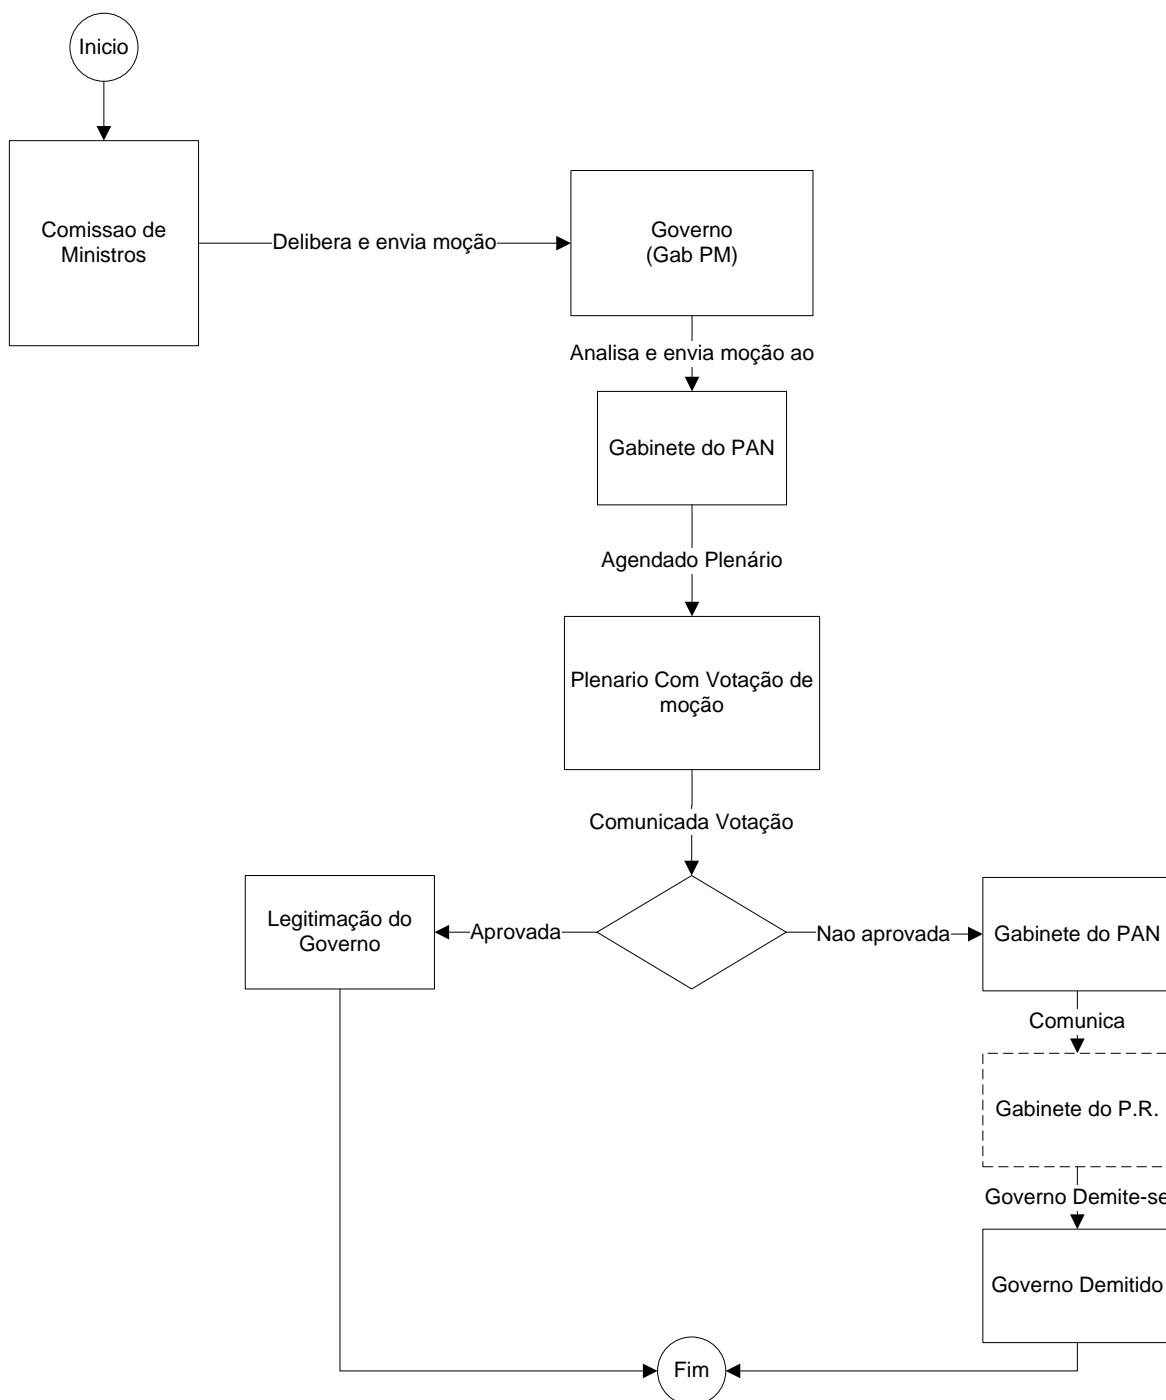 Inicio
Comissao de
Ministros
Delibera e envia moção
Governo
(Gab PM)
Analisa e envia moção ao
Gabinete do PAN
Agendado Plenário
Plenario Com Votação de
moção
Comunicada Votação
Legitimação do
Governo
Aprovada
Nao aprovada
Gabinete do PAN
Comunica
Gabinete do P.R.
Governo Demite-se
Governo Demitido
Fim